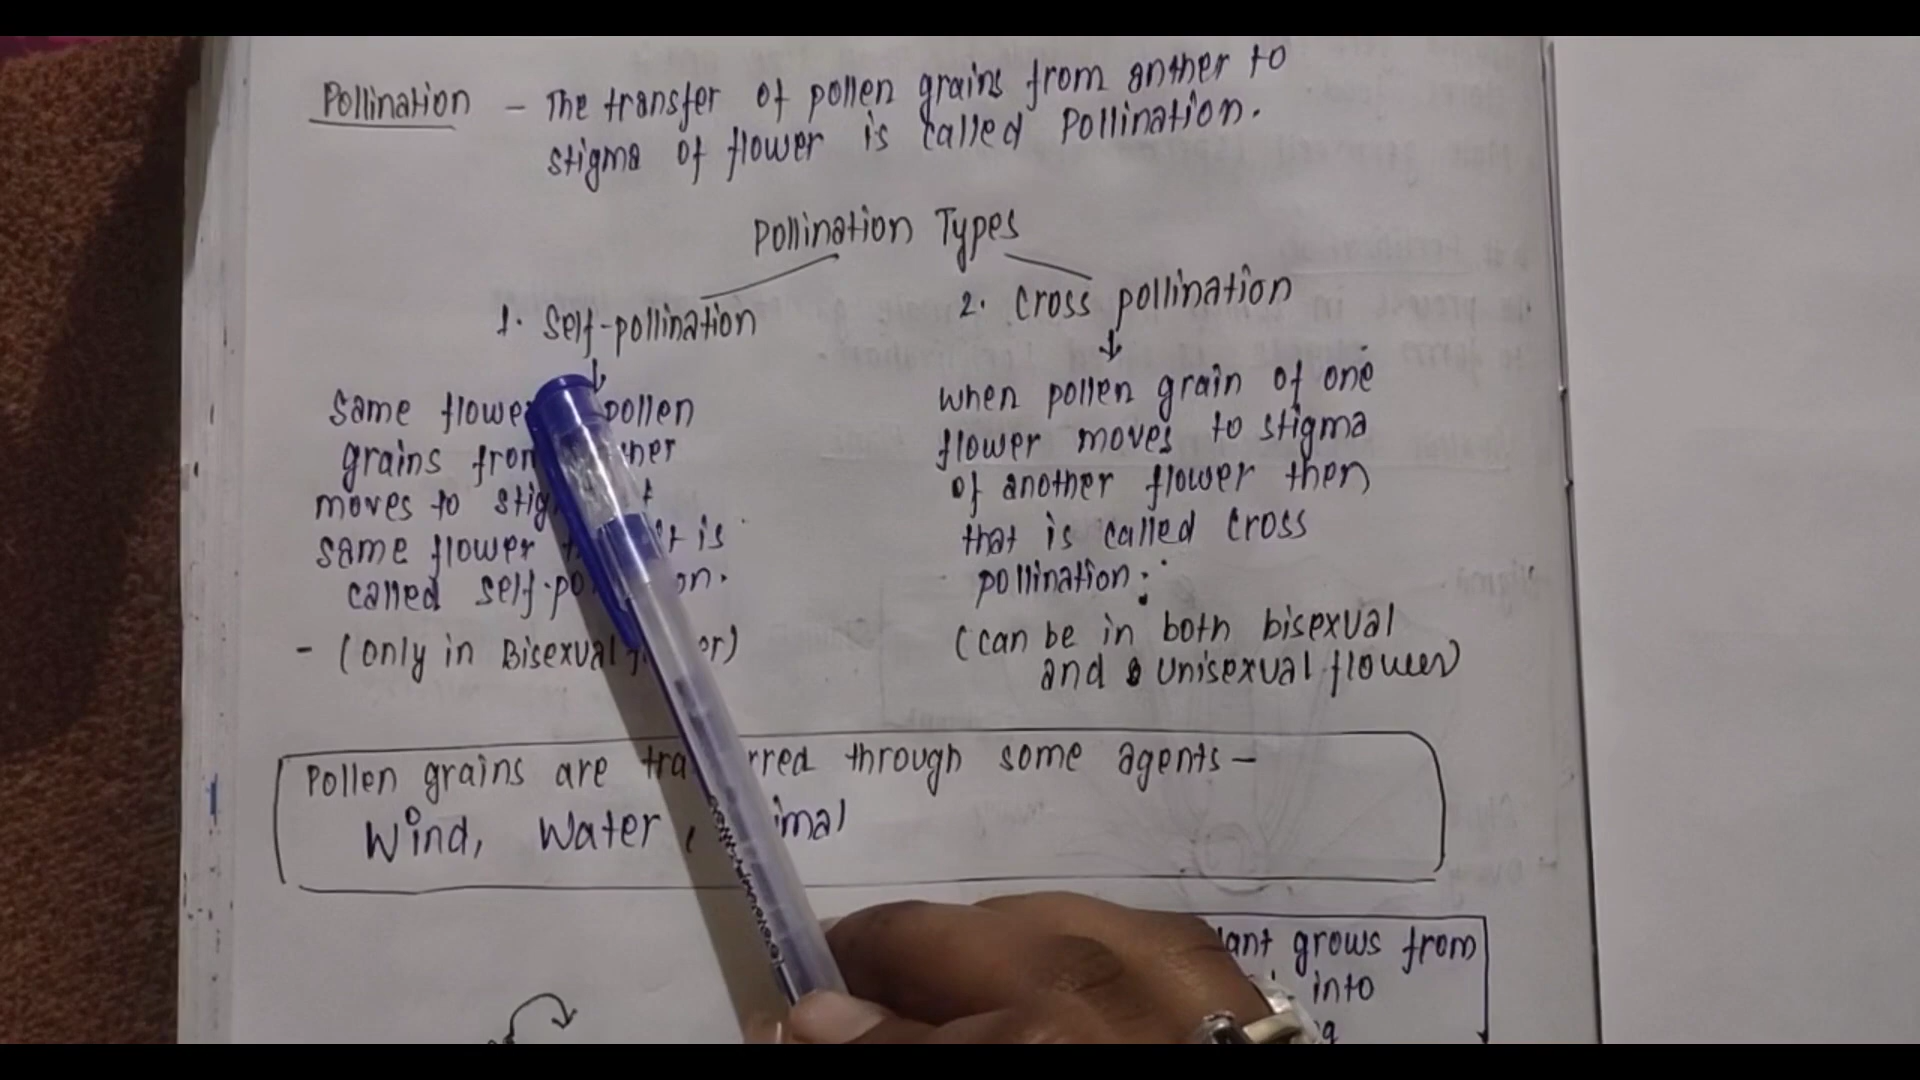 Pollination - The transfer of pollen grains from anther to
stigma of flower is called Pollination.
Pollination Types
1. Self-pollination
same flower pollen
grains from
moves to
same flower is
called self-
- (Only in Bisexual
2. Cross pollination
when pollen grain of one
flower moves to stigma
of another flower then
that is called cross
pollination.
(can be in both bisexual
and unisexual flower)
Pollen grains are through some agents -
Wind, Water,
grows from
into